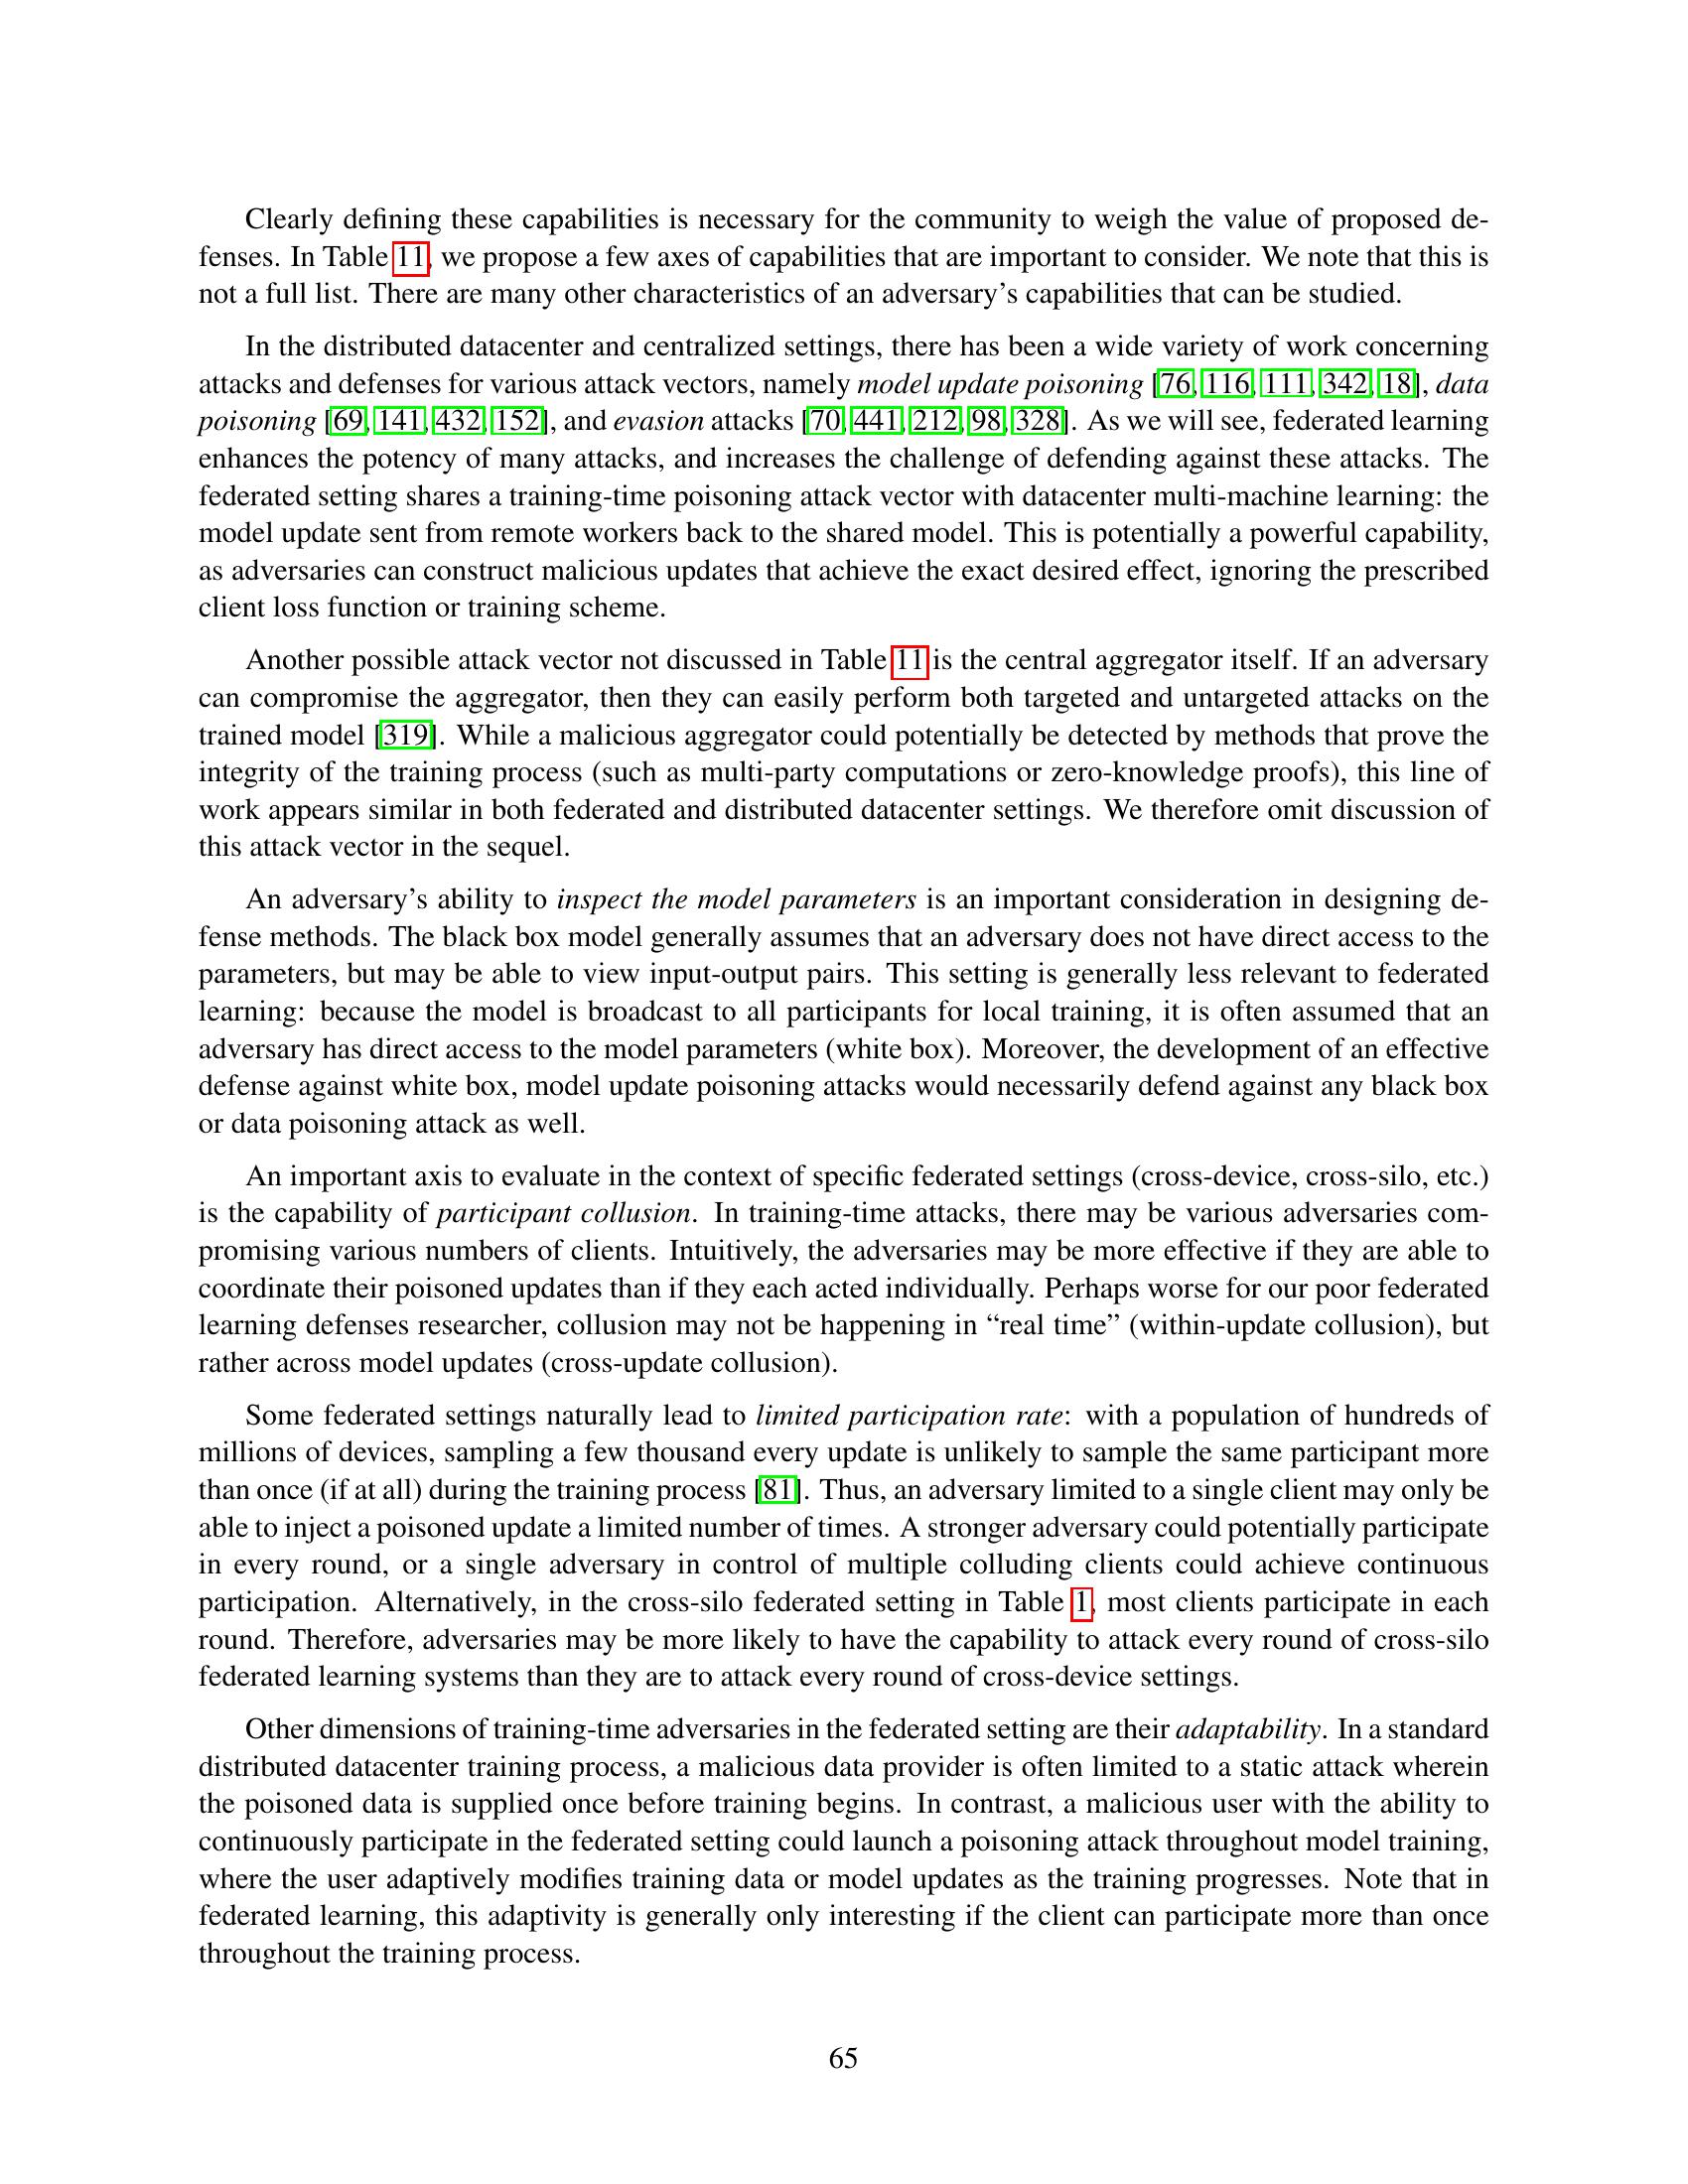 Clearly defining these capabilities is necessary for the community to weigh the value of proposed de-
fenses. In Table 11, we propose a few axes of capabilities that are important to consider. We note that this is
not a full list. There are many other characteristics of an adversary's capabilities that can be studied.
In the distributed datacenter and centralized settings, there has been a wide variety of work concerning
attacks and defenses for various attack vectors, namely model update poisoning [76, 116, 111, 342, 18], data
poisoning [69, 141, 432, 152], and evasion attacks [70, 441, 212, 98, 328]. As we will see, federated learning
enhances the potency of many attacks, and increases the challenge of defending against these attacks. The
federated setting shares a training-time poisoning attack vector with datacenter multi-machine learning: the
model update sent from remote workers back to the shared model. This is potentially a powerful capability,
as adversaries can construct malicious updates that achieve the exact desired effect, ignoring the prescribed
client loss function or training scheme.
Another possible attack vector not discussed in Table 11 is the central aggregator itself. If an adversary
can compromise the aggregator, then they can easily perform both targeted and untargeted attacks on the
trained model [319]. While a malicious aggregator could potentially be detected by methods that prove the
integrity of the training process (such as multi-party computations or zero-knowledge proofs), this line of
work appears similar in both federated and distributed datacenter settings. We therefore omit discussion of
this attack vector in the sequel.
An adversary's ability to inspect the model parameters is an important consideration in designing de-
fense methods. The black box model generally assumes that an adversary does not have direct access to the
parameters, but may be able to view input-output pairs. This setting is generally less relevant to federated
learning: because the model is broadcast to all participants for local training, it is often assumed that an
adversary has direct access to the model parameters (white box). Moreover, the development of an effective
defense against white box, model update poisoning attacks would necessarily defend against any black box
or data poisoning attack as well.
An important axis to evaluate in the context of specific federated settings (cross-device, cross-silo, etc.)
is the capability of participant collusion. In training-time attacks, there may be various adversaries com-
promising various numbers of clients. Intuitively, the adversaries may be more effective if they are able to
coordinate their poisoned updates than if they each acted individually. Perhaps worse for our poor federated
learning defenses researcher, collusion may not be happening in “real time” (within-update collusion), but
rather across model updates (cross-update collusion).
Some federated settings naturally lead to limited participation rate: with a population of hundreds of
millions of devices, sampling a few thousand every update is unlikely to sample the same participant more
than once (if at all) during the training process [81]. Thus, an adversary limited to a single client may only be
able to inject a poisoned update a limited number of times. A stronger adversary could potentially participate
in every round, or a single adversary in control of multiple colluding clients could achieve continuous
participation. Alternatively, in the cross-silo federated setting in Table 1, most clients participate in each
round. Therefore, adversaries may be more likely to have the capability to attack every round of cross-silo
federated learning systems than they are to attack every round of cross-device settings.
Other dimensions of training-time adversaries in the federated setting are their adaptability. In a standard
distributed datacenter training process, a malicious data provider is often limited to a static attack wherein
the poisoned data is supplied once before training begins. In contrast, a malicious user with the ability to
continuously participate in the federated setting could launch a poisoning attack throughout model training,
where the user adaptively modifies training data or model updates as the training progresses. Note that in
federated learning, this adaptivity is generally only interesting if the client can participate more than once
throughout the training process.
65